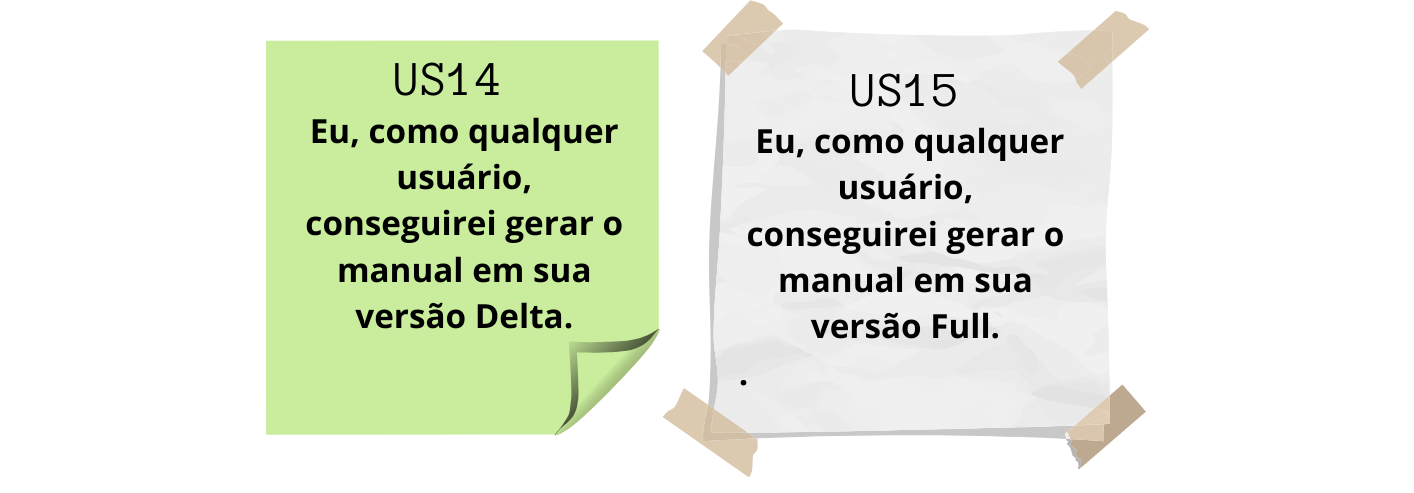 US14
Eu, como qualquer
usuário,
conseguirei gerar o
manual em sua
versão Delta.
US15
Eu, como qualquer
usuário,
conseguirei gerar o
manual em sua
versão Full.
.